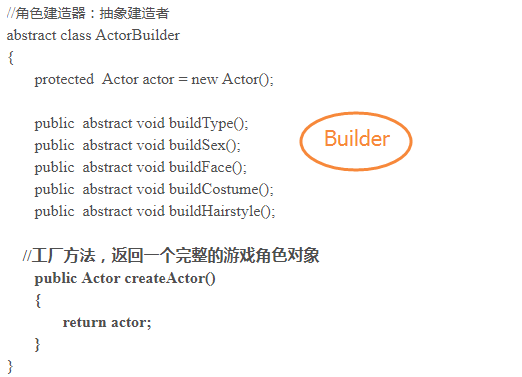 //角色建造器：抽象建造者
abstract class ActorBuilder
{
protected  Actor actor = new Actor();
public  abstract void buildType();
public  abstract void buildSex();
public  abstract void buildFace();
public  abstract void buildCostume();
public  abstract void buildHairstyle();
Builder
//工厂方法，返回一个完整的游戏角色对象
public Actor createActor()
{
return actor;
}
}